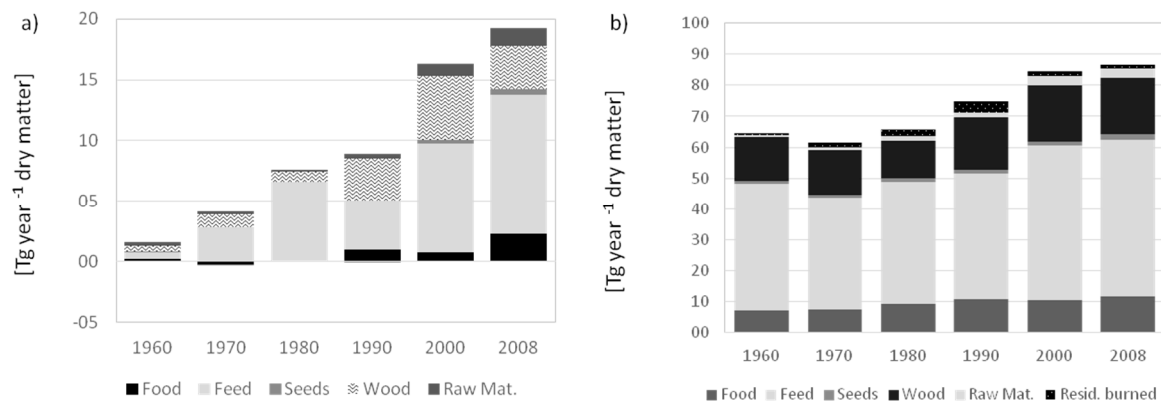 a)
[Tg year -1 dry matter]
20
15
10
05
00
-05
1960 1970 1980 1990 2000 2008
Food Feed Seeds Wood Raw Mat.
b)
[Tg year -1 dry matter]
100
90
80
70
60
50
40
30
20
10
00
1960 1970 1980 1990 2000 2008
Food Feed Seeds Wood Raw Mat. Resid. burned